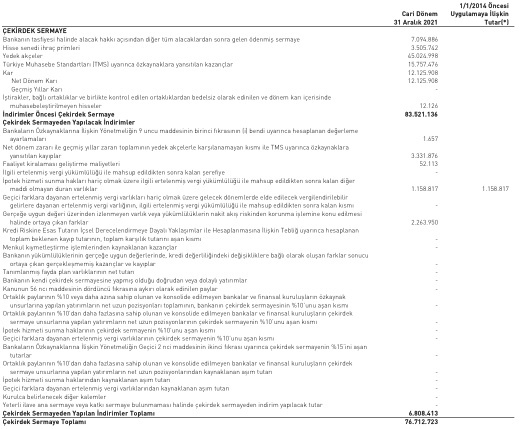 1/1/2014 Öncesi
Cari Dönem Uygulamaya İlişkin
31 Aralık 2021 Tutar(*)
ÇEKİRDEK SERMAYE
Bankanın tasfiyesi halinde alacak hakkı açısından diğer tüm alacaklardan sonra gelen ödenmiş sermaye 7.094.886
Hisse senedi ihraç primleri 3.505.742
Yedek akçeler 45.024.998
Türkiye Muhasebe Standartları (TMS) uyarınca özkaynaklara yansıtılan kazançlar 15.757.476
Kar 12.125.908
Net Dönem Karı 12.125.908
Geçmiş Yıllar Karı -
İştirakler, bağlı ortaklıklar ve birlikte kontrol edilen ortaklıklardan bedelsiz olarak edinilen ve dönem karı içerisinde
muhasebeleştirilmeyen hisseler 12.126
İndirimler Öncesi Çekirdek Sermaye 83.521.136
Çekirdek Sermayeden Yapılacak İndirimler
Bankaların Özkaynaklarına İlişkin Yönetmeliğin 9 uncu maddesinin birinci fıkrasının (i) bendi uyarınca hesaplanan değerleme
ayarlamaları 1.657
Net dönem zararı ile geçmiş yıllar zararı toplamının yedek akçelerle karşılanamayan kısmı ile TMS uyarınca özkaynaklara
yansıtılan kayıplar 3.331.876
Faaliyet kiralaması geliştirme maliyetleri 52.113
İlgili ertelenmiş vergi yükümlülüğü ile mahsup edildikten sonra kalan şerefiye -
İpotek hizmeti sunma hakları hariç olmak üzere ilgili ertelenmiş vergi yükümlülüğü ile mahsup edildikten sonra kalan diğer
maddi olmayan duran varlıklar 1.158.817 1.158.817
Geçici farklara dayanan ertelenmiş vergi varlıkları hariç olmak üzere gelecek dönemlerde elde edilecek vergilendirilebilir
gelirlere dayanan ertelenmiş vergi varlığının, ilgili ertelenmiş vergi yükümlülüğü ile mahsup edildikten sonra kalan kısmı -
Gerçeğe uygun değeri üzerinden izlenmeyen varlık veya yükümlülüklerin nakit akış riskinden korunma işlemine konu edilmesi
halinde ortaya çıkan farklar 2.263.950
Kredi Riskine Esas Tutarın İçsel Derecelendirmeye Dayalı Yaklaşımlar ile Hesaplanmasına İlişkin Tebliğ uyarınca hesaplanan
toplam beklenen kayıp tutarının, toplam karşılık tutarını aşan kısmı -
Menkul kıymetleştirme işlemlerinden kaynaklanan kazançlar -
Bankanın yükümlülüklerinin gerçeğe uygun değerlerinde, kredi değerliliğindeki değişikliklere bağlı olarak oluşan farklar sonucu
ortaya çıkan gerçekleşmemiş kazançlar ve kayıplar -
Tanımlanmış fayda plan varlıklarının net tutarı -
Bankanın kendi çekirdek sermayesine yapmış olduğu doğrudan veya dolaylı yatırımlar -
Kanunun 56 ncı maddesinin dördüncü fıkrasına aykırı olarak edinilen paylar -
Ortaklık paylarının %10 veya daha azına sahip olunan ve konsolide edilmeyen bankalar ve finansal kuruluşların özkaynak
unsurlarına yapılan yatırımların net uzun pozisyonları toplamının, bankanın çekirdek sermayesinin %10'unu aşan kısmı -
Ortaklık paylarının %10'dan daha fazlasına sahip olunan ve konsolide edilmeyen bankalar ve finansal kuruluşların çekirdek
sermaye unsurlarına yapılan yatırımların net uzun pozisyonlarının çekirdek sermayenin %10'unu aşan kısmı -
İpotek hizmeti sunma haklarının çekirdek sermayenin %10'unu aşan kısmı -
Geçici farklara dayanan ertelenmiş vergi varlıklarının çekirdek sermayenin %10'unu aşan kısmı -
Bankaların Özkaynaklarına İlişkin Yönetmeliğin Geçici 2 nci maddesinin ikinci fıkrası uyarınca çekirdek sermayenin %15'ini aşan
tutarlar -
Ortaklık paylarının %10'dan daha fazlasına sahip olunan ve konsolide edilmeyen bankalar ve finansal kuruluşların çekirdek
sermaye unsurlarına yapılan yatırımların net uzun pozisyonlarından kaynaklanan aşım tutarı -
İpotek hizmeti sunma haklarından kaynaklanan aşım tutarı -
Geçici farklara dayanan ertelenmiş vergi varlıklarından kaynaklanan aşım tutarı -
Kurulca belirlenecek diğer kalemler -
Yeterli ilave ana sermaye veya katkı sermaye bulunmaması halinde çekirdek sermayeden indirim yapılacak tutar -
Çekirdek Sermayeden Yapılan İndirimler Toplamı 6.808.413
Çekirdek Sermaye Toplamı 76.712.723